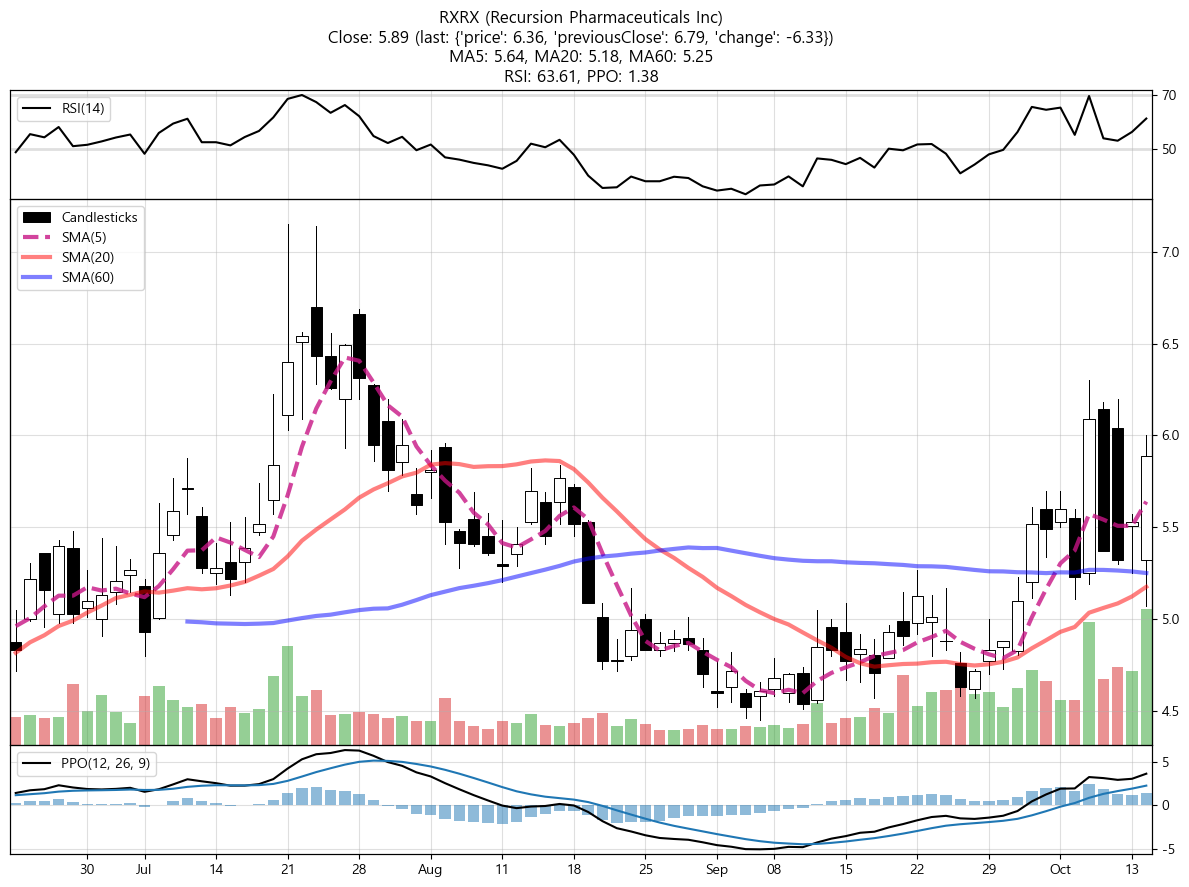 RXRX (Recursion Pharmaceuticals Inc)
Close: 5.89 (last: {'price': 6.36, 'previousClose': 6.79, 'change': -6.33})
MA5: 5.64, MA20: 5.18, MA60: 5.25
RSI: 63.61, PPO: 1.38
RSI(14)
70
50
Candlesticks
SMA(5)
SMA(20)
SMA(60)
7.0
6.5
6.0
5.5
5.0
4.5
PPO(12, 26, 9)
5
0
-5
30 Jul 14 21 28 Aug 11 18 25 Sep 08 15 22 29 Oct 13